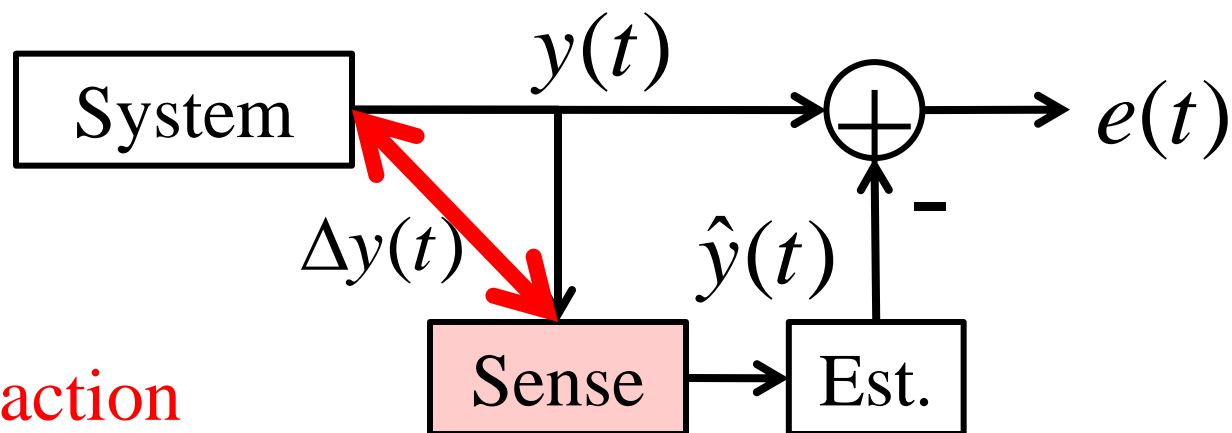 y(t)
System
e(t)
-
Δy(t)
ŷ(t)
Sense
Est.
action